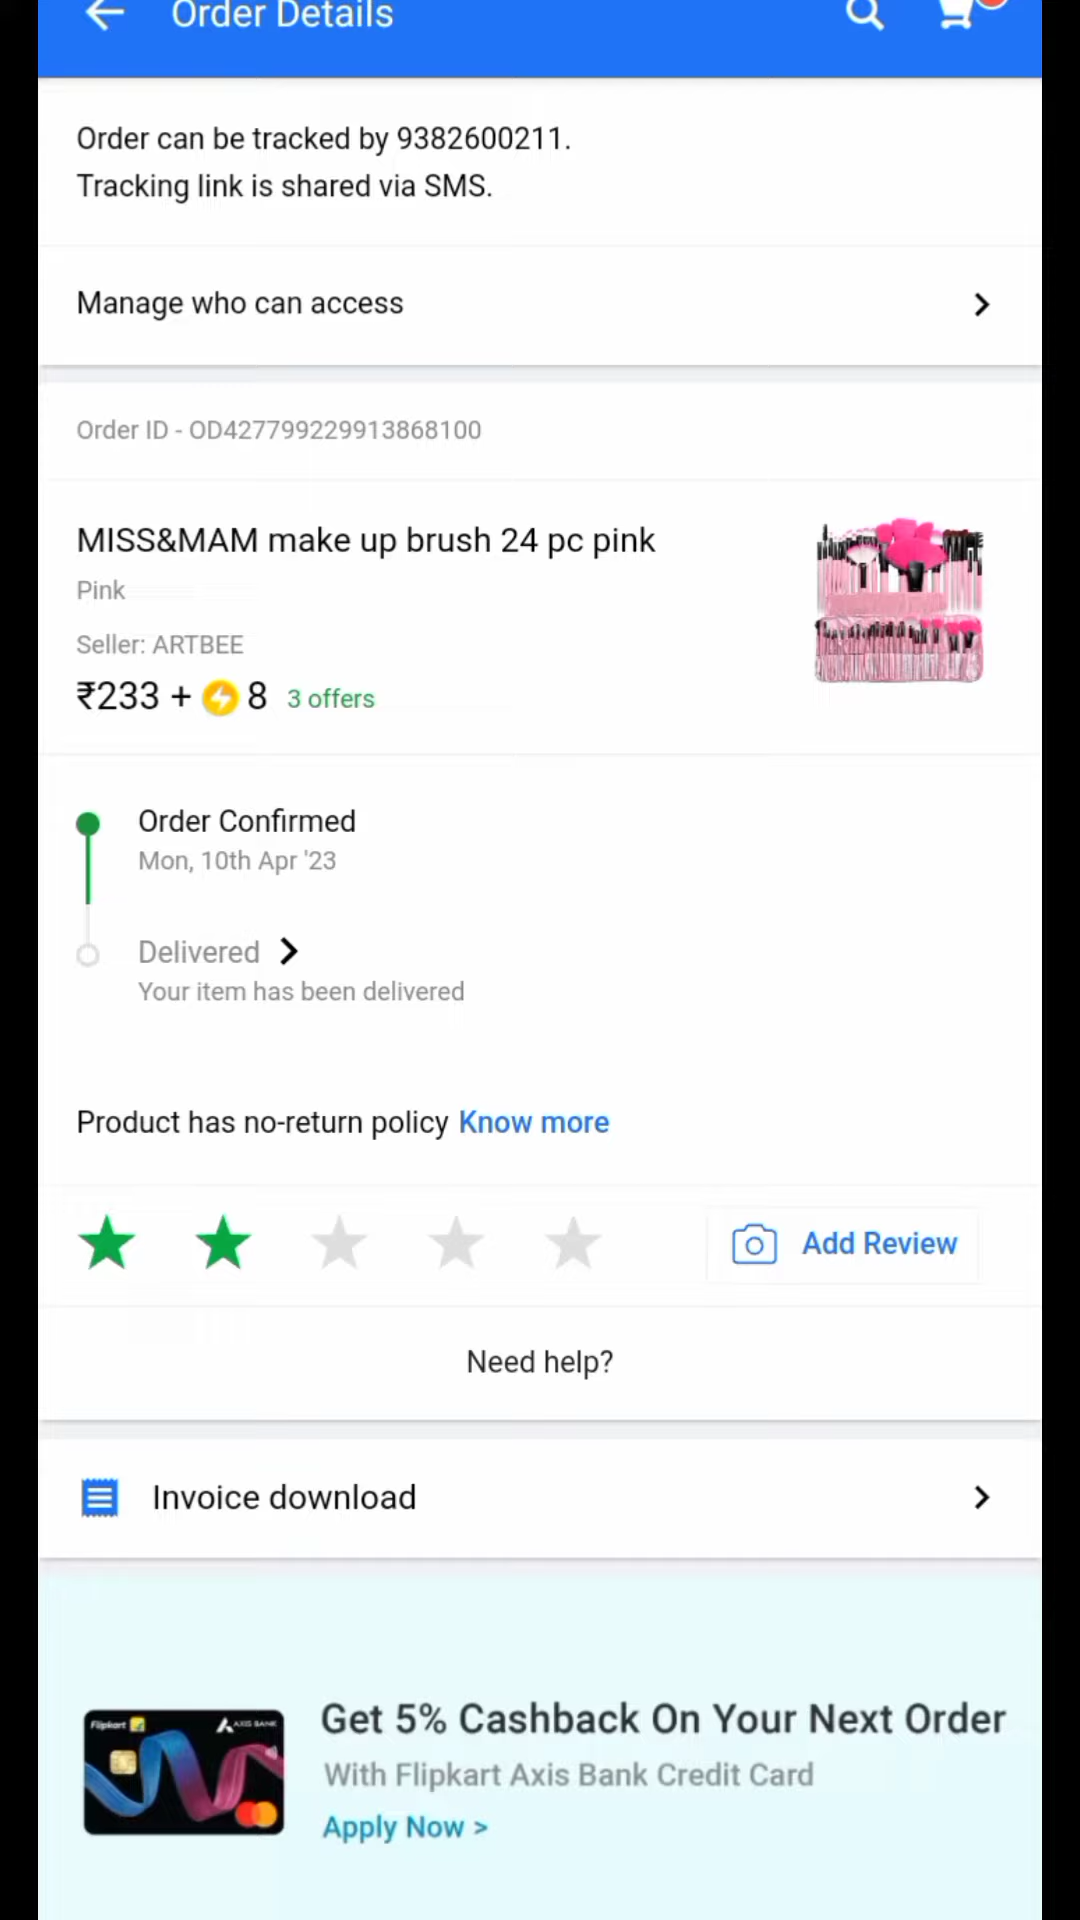 Order Details
Order can be tracked by 9382600211.
Tracking link is shared via SMS.
Manage who can access
Order ID - OD427799229913868100
MISS&MAM make up brush 24 pc pink
Pink
Seller: ARTBEE
₹233 + 8 3 offers
Order Confirmed
Mon, 10th Apr '23
Delivered
Your item has been delivered
Product has no-return policy Know more
Add Review
Need help?
Invoice download
Get 5% Cashback On Your Next Order
With Flipkart Axis Bank Credit Card
Apply Now >
Flipkart
AXIS BANK